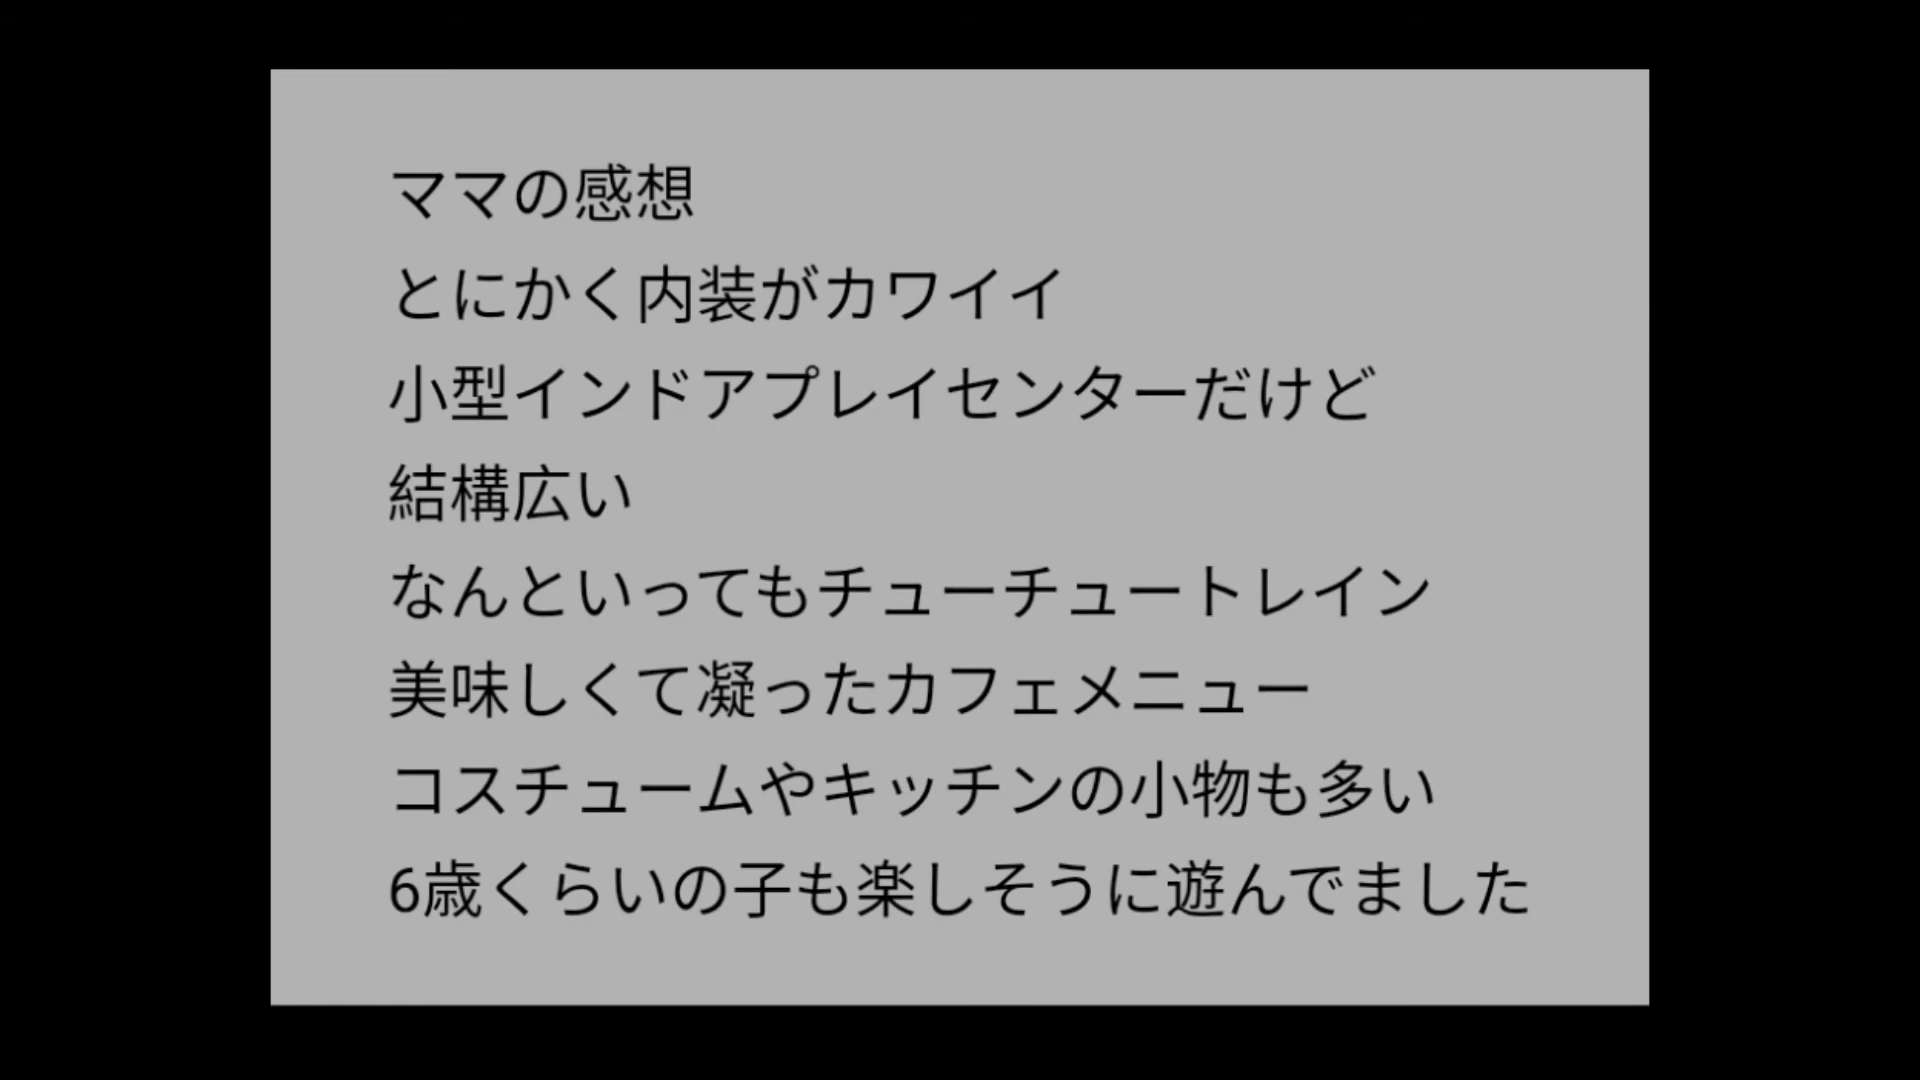 ママの感想
とにかく内装がカワイイ
小型インドアプレイセンターだけど
結構広い
なんといってもチューチュートレイン
美味しくて凝ったカフェメニュー
コスチュームやキッチンの小物も多い
6歳くらいの子も楽しそうに遊んでました